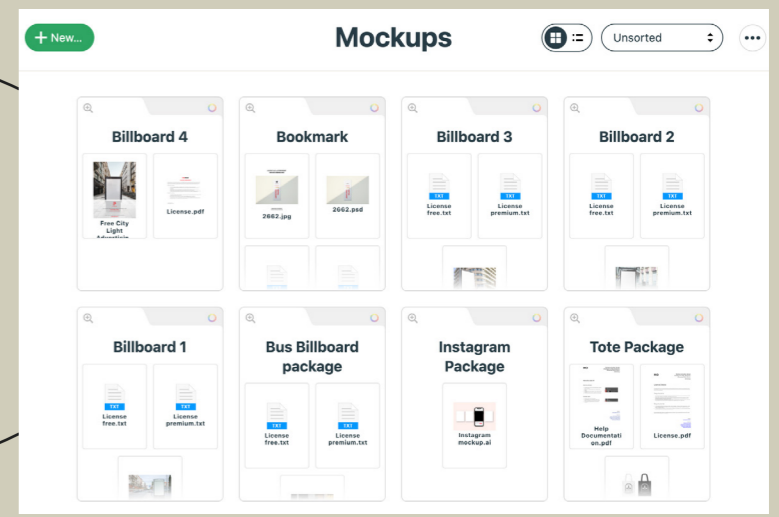 + New...
Mockups
Unsorted
Billboard 4
Bookmark
Billboard 3
Billboard 2
Free City
Light
License.pdf
2662.jpg
2662.psd
TXT
License
free.txt
TXT
License
premium.txt
TXT
License
free.txt
TXT
License
premium.txt
Billboard 1
Bus Billboard
package
Instagram
Package
Tote Package
TXT
License
free.txt
TXT
License
premium.txt
TXT
License
free.txt
TXT
License
premium.txt
Instagram
mockup.ai
Help
Documentati
on.pdf
License.pdf